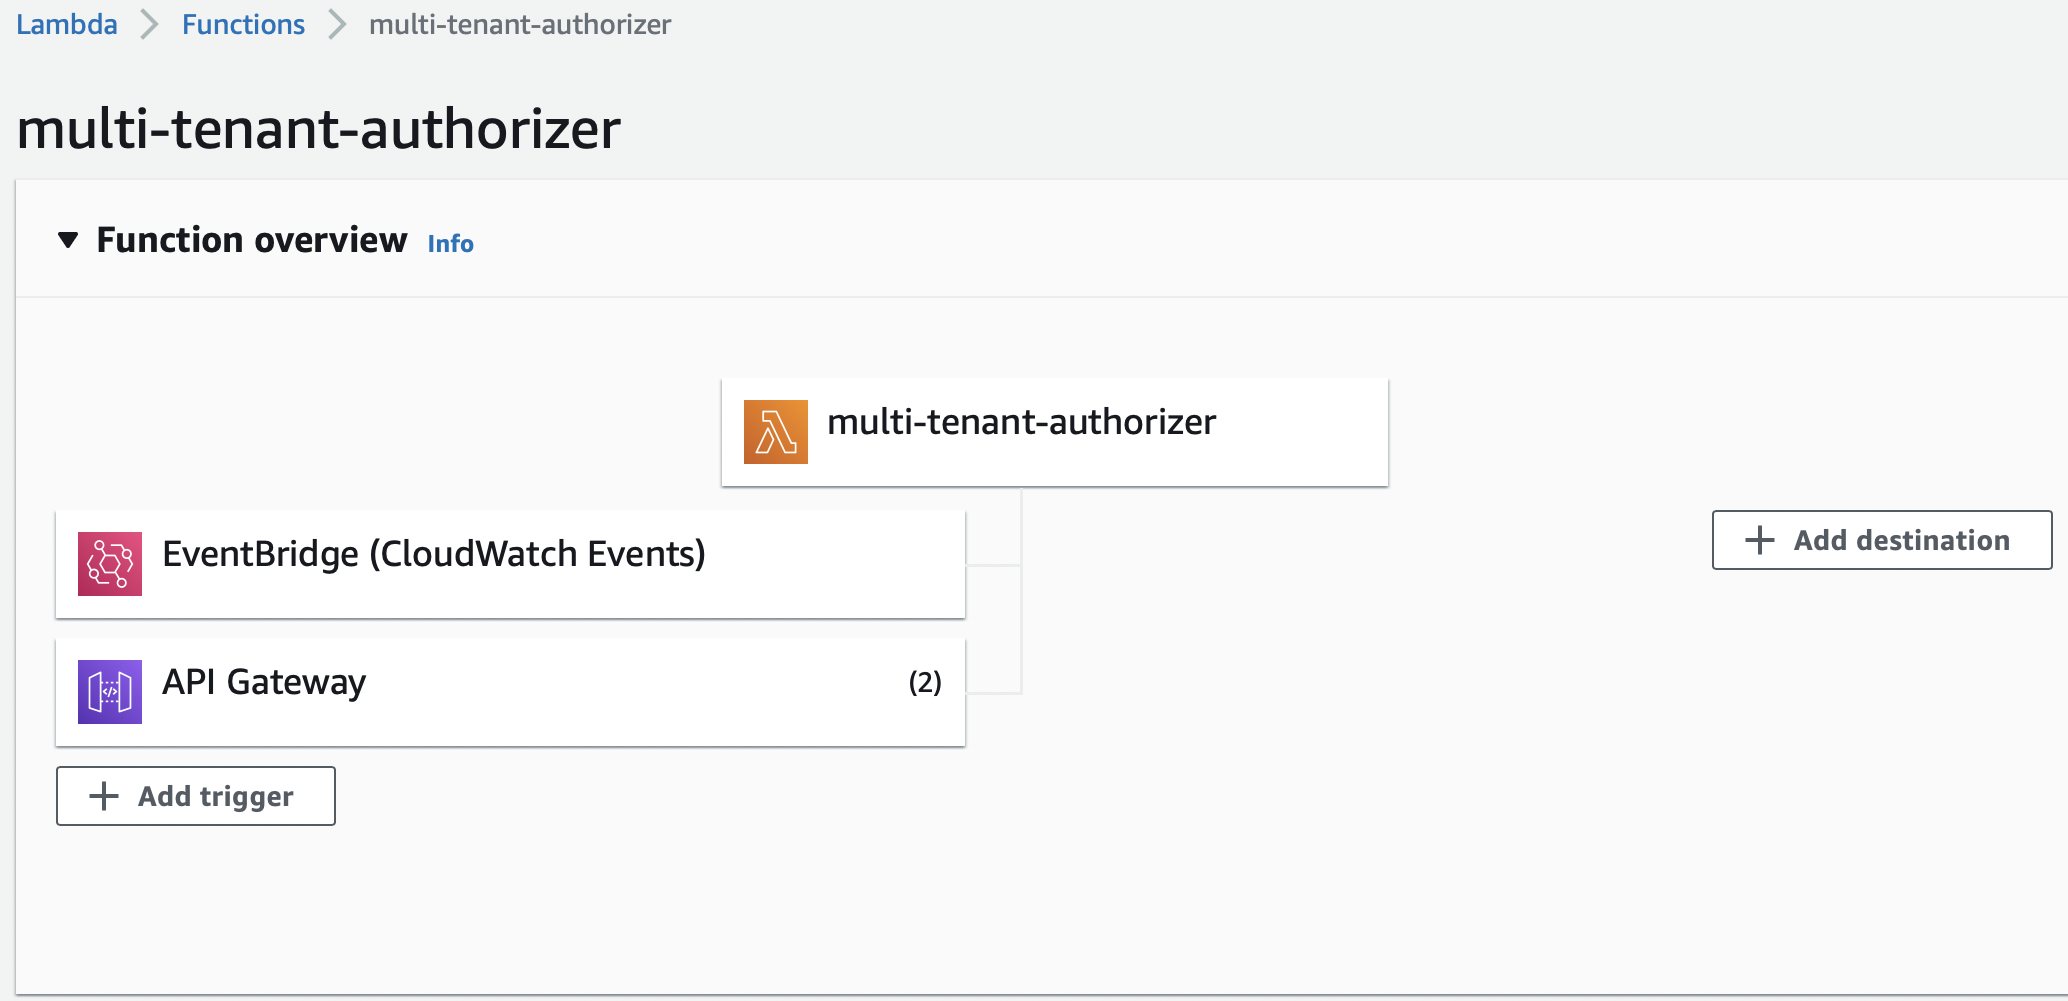 Lambda > Functions > multi-tenant-authorizer
multi-tenant-authorizer
Function overview Info
multi-tenant-authorizer
EventBridge (CloudWatch Events)
+ Add destination
API Gateway (2)
+ Add trigger